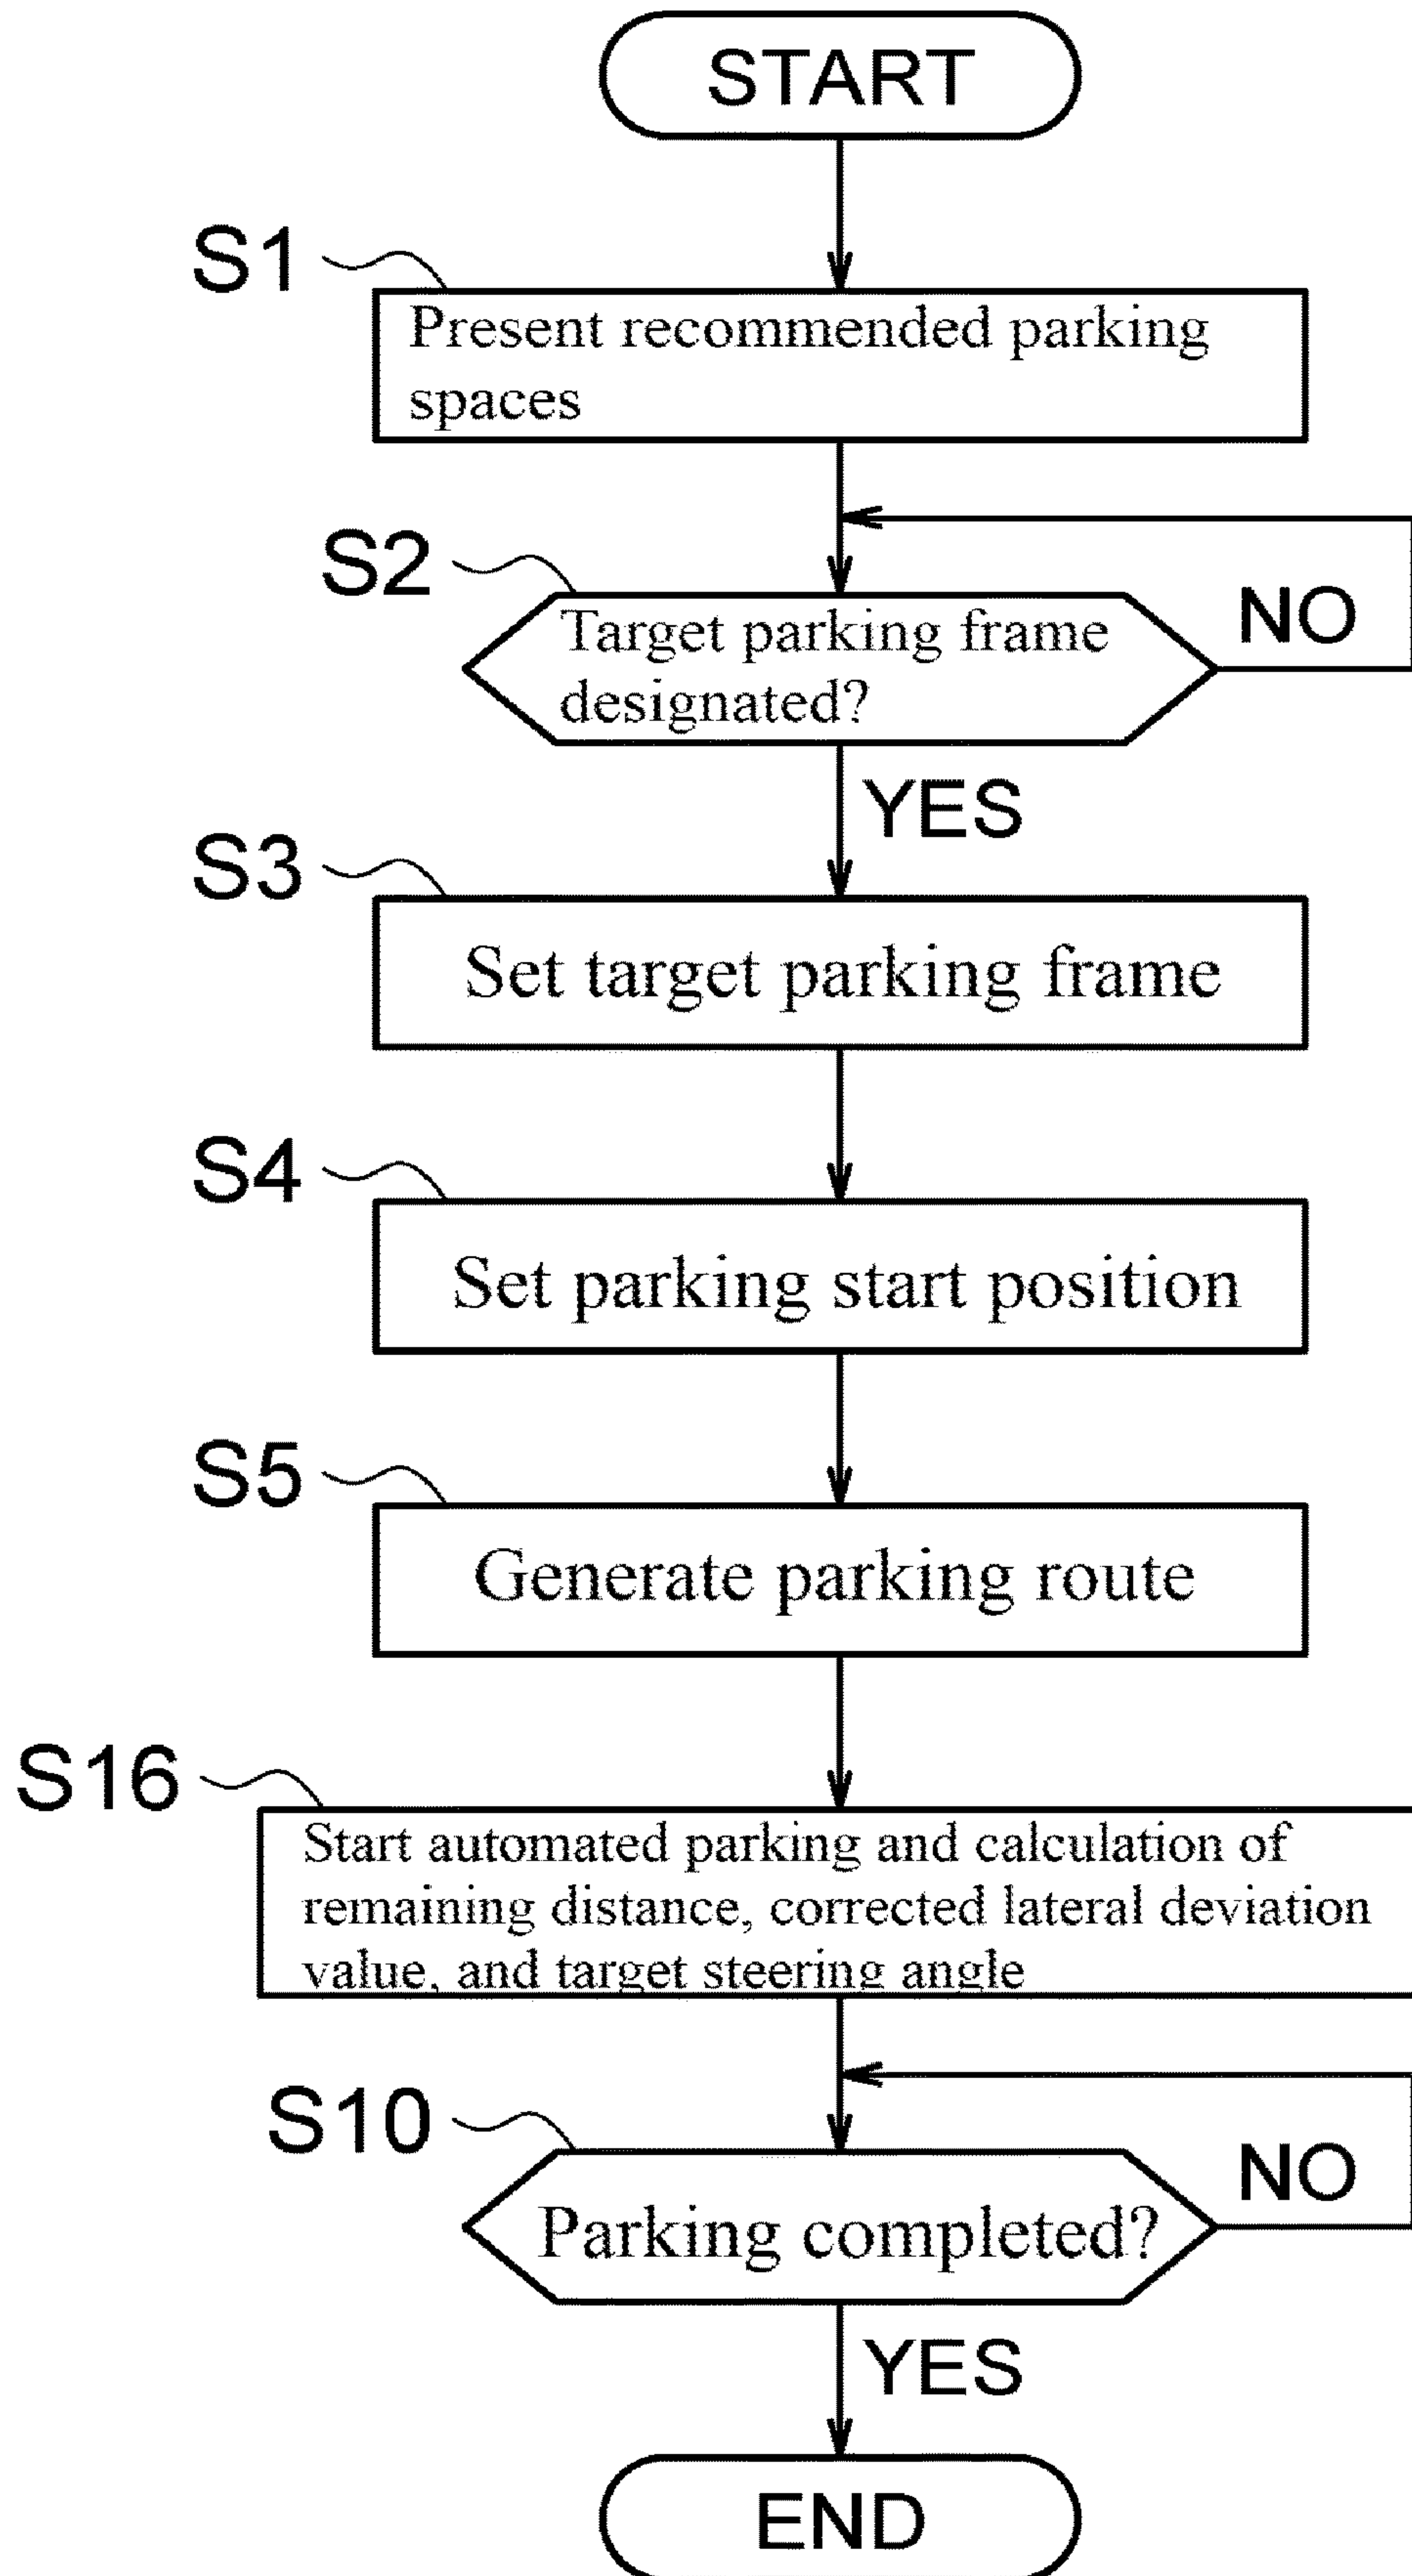 START
S1
Present recommended parking
spaces
S2
Target parking frame
designated?
NO
YES
S3
Set target parking frame
S4
Set parking start position
S5
Generate parking route
S16
Start automated parking and calculation of
remaining distance, corrected lateral deviation
value, and target steering angle
S10
Parking completed?
NO
YES
END